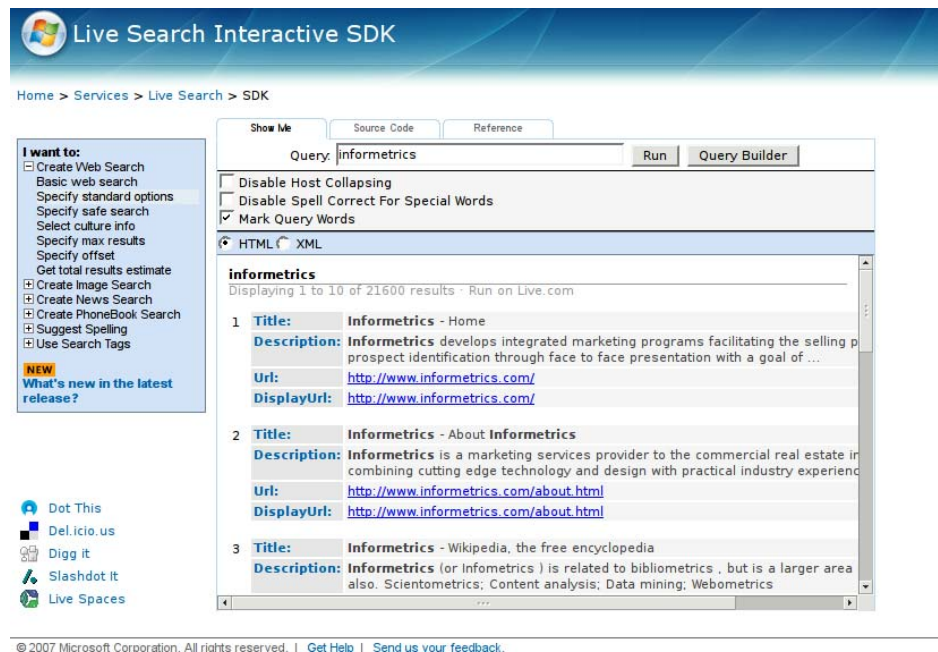 Live Search Interactive SDK
Home > Services > Live Search > SDK
Show Me
Source Code
Reference
I want to:
Create Web Search
Basic web search
Specify standard options
Specify safe search
Select culture info
Specify max results
Specify offset
Get total results estimate
Create Image Search
Create News Search
Create PhoneBook Search
Suggest Spelling
Use Search Tags
NEW
What's new in the latest
release?
Dot This
Del.icio.us
Digg it
Slashdot It
Live Spaces
Query: informetrics Run Query Builder
Disable Host Collapsing
Disable Spell Correct For Special Words
Mark Query Words
HTML XML
informetrics
Displaying 1 to 10 of 21600 results · Run on Live.com
1 Title: Informetrics - Home
Description: Informetrics develops integrated marketing programs facilitating the selling p
prospect identification through face to face presentation with a goal of ...
Url: http://www.informetrics.com/
DisplayUrl: http://www.informetrics.com/
2 Title: Informetrics - About Informetrics
Description: Informetrics is a marketing services provider to the commercial real estate in
combining cutting edge technology and design with practical industry experienc
Url: http://www.informetrics.com/about.html
DisplayUrl: http://www.informetrics.com/about.html
3 Title: Informetrics - Wikipedia, the free encyclopedia
Description: Informetrics (or Infometrics ) is related to bibliometrics , but is a larger area
also. Scientometrics; Content analysis; Data mining; Webometrics
© 2007 Microsoft Corporation. All rights reserved. | Get Help | Send us your feedback.